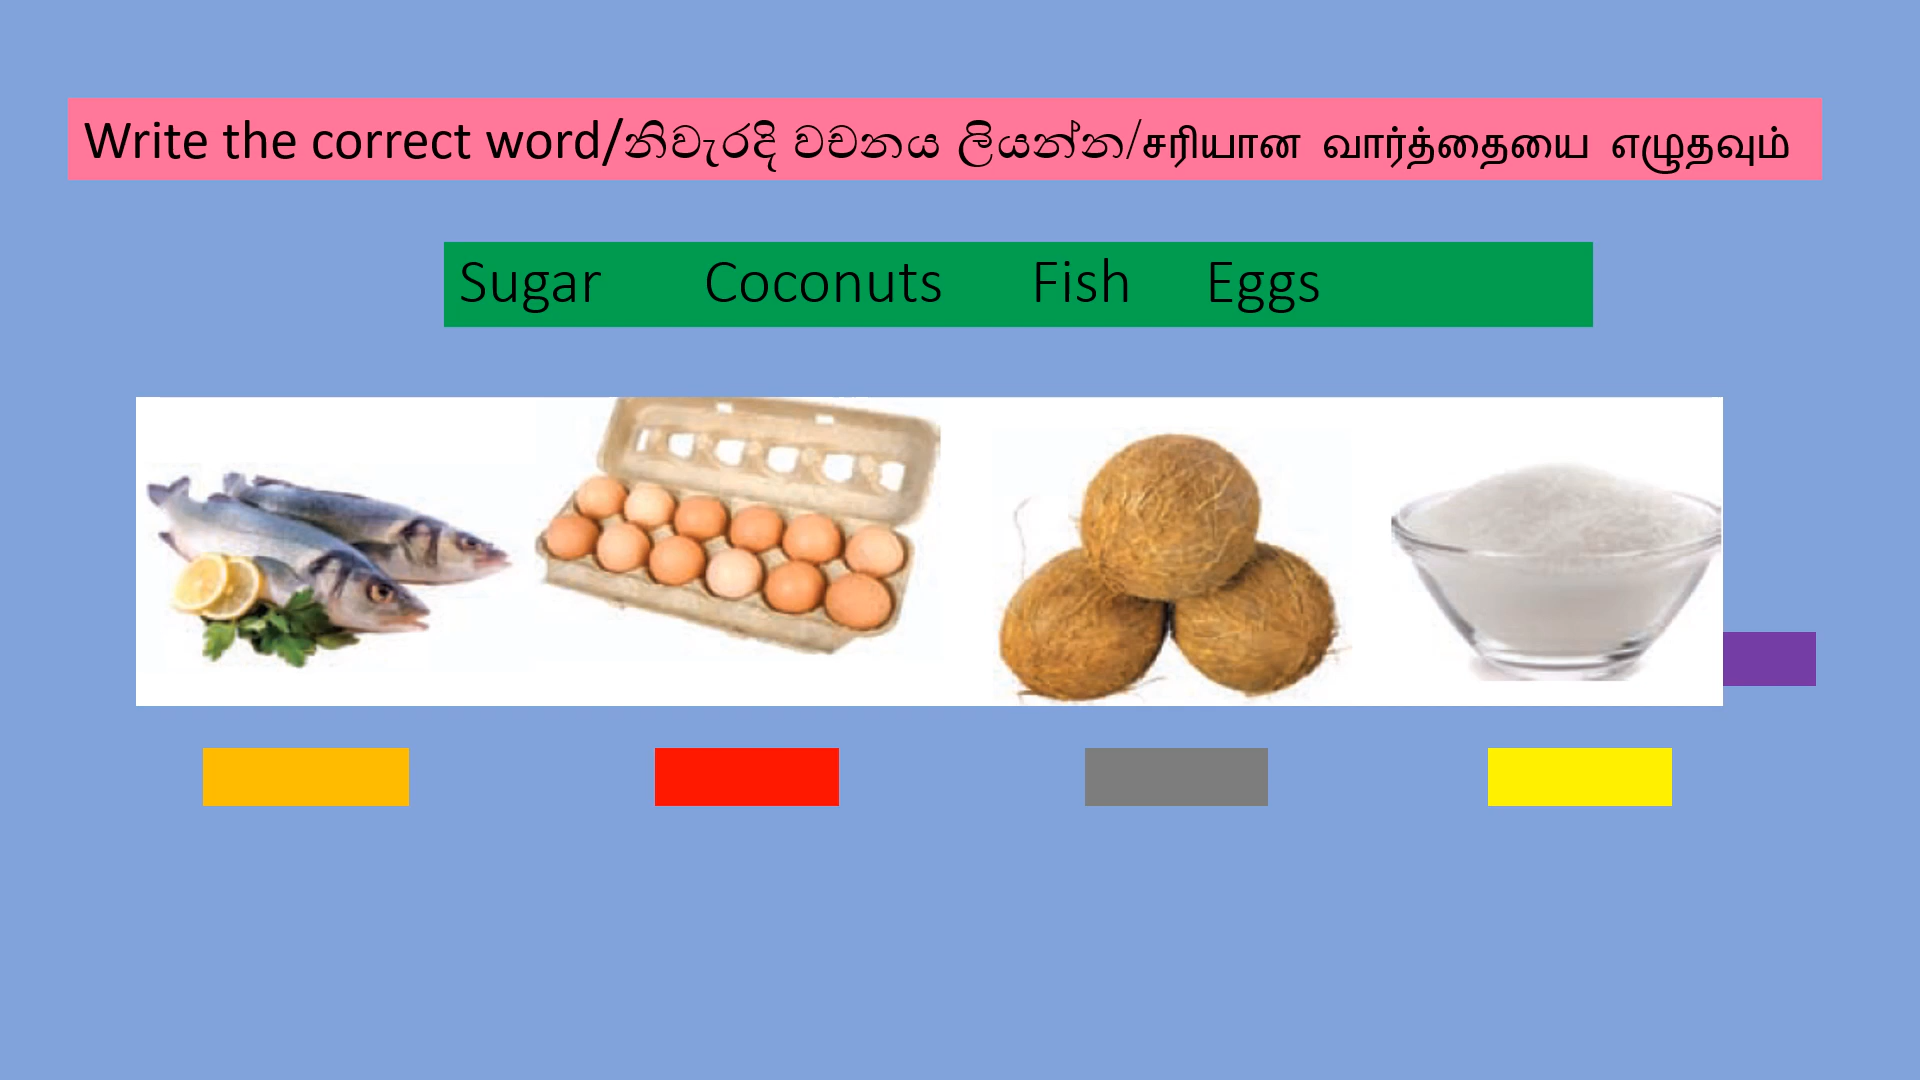 Write the correct word/නිවැරදි වචනය ලියන්න/சரியான வார்த்தையை எழுதவும்
Sugar Coconuts Fish Eggs